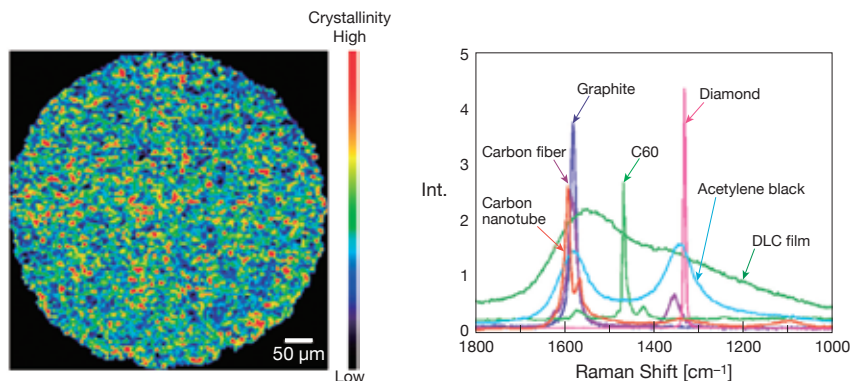 Crystallinity
High
Low
50 µm
5
4
3
2
1
0
Int.
Graphite
Diamond
Carbon fiber
C60
Carbon
nanotube
Acetylene black
DLC film
1800
1600
1400
1200
1000
Raman Shift [cm⁻¹]